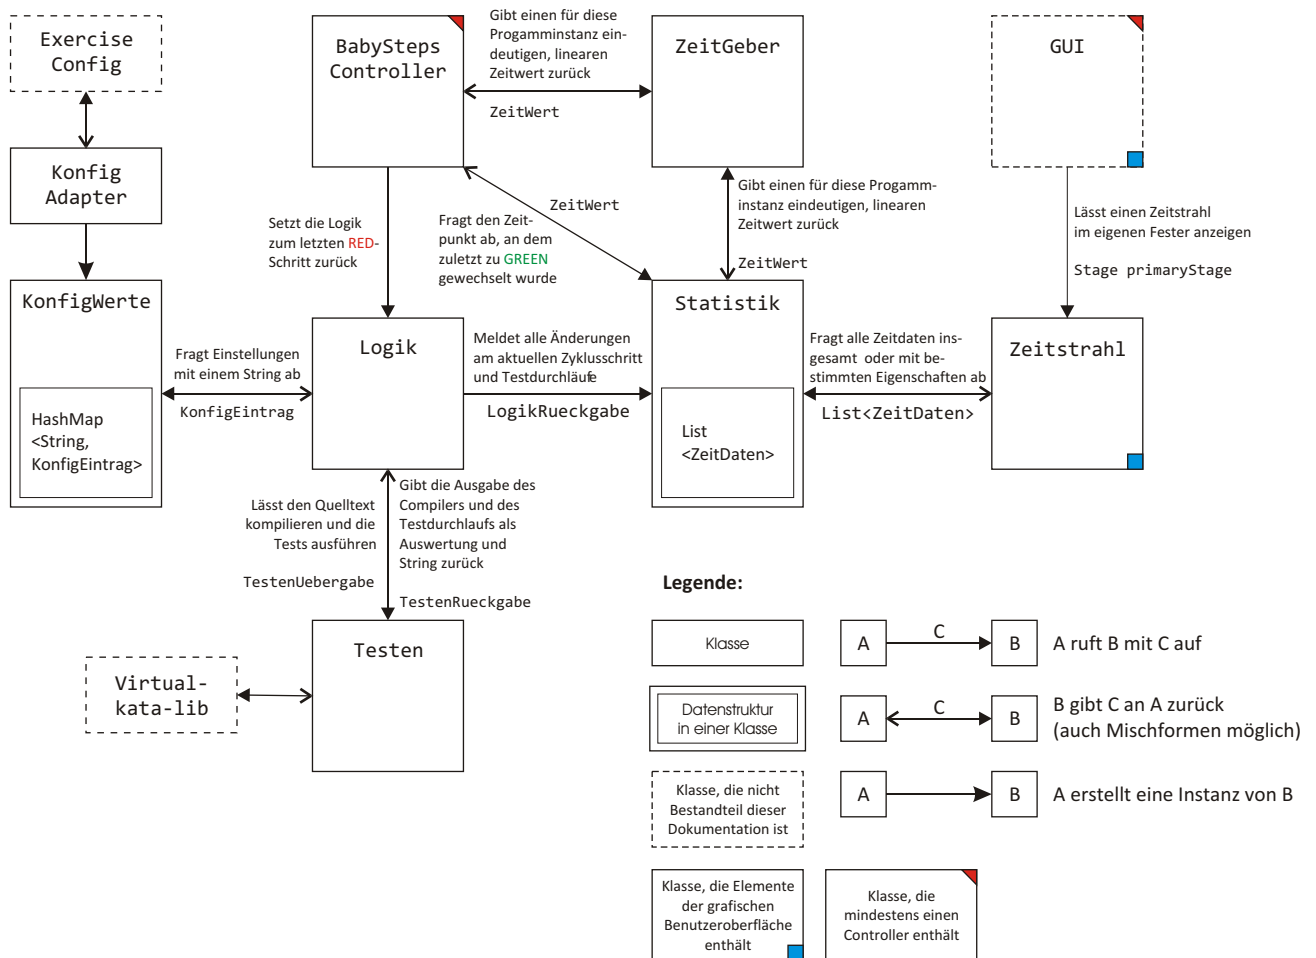 Exercise
Config
BabySteps
Controller
Gibt einen für diese
Progamminstanz ein-
deutigen, linearen
Zeitwert zurück
ZeitWert
ZeitGeber
GUI
Konfig
Adapter
Setzt die Logik
zum letzten RED-
Schritt zurück
Fragt den Zeit-
punkt ab, an dem
zuletzt zu GREEN
gewechselt wurde
ZeitWert
Gibt einen für diese Progamm-
instanz eindeutigen, linearen
Zeitwert zurück
ZeitWert
Lässt einen Zeitstrahl
im eigenen Fester anzeigen
Stage primaryStage
KonfigWerte
HashMap
<String,
KonfigEintrag>
Fragt Einstellungen
mit einem String ab
KonfigEintrag
Logik
Meldet alle Änderungen
am aktuellen Zyklusschritt
und Testdurchläufe
LogikRueckgabe
Statistik
List
<ZeitDaten>
Fragt alle Zeitdaten ins-
gesamt oder mit be-
stimmten Eigenschaften ab
List<ZeitDaten>
Zeitstrahl
Lässt den Quelltext
kompilieren und die
Tests ausführen
TestenUebergabe
Gibt die Ausgabe des
Compilers und des
Testdurchlaufs als
Auswertung und
String zurück
TestenRueckgabe
Testen
Virtual-
kata-lib
Legende:
Klasse
A
C
B
A ruft B mit C auf
Datenstruktur
in einer Klasse
A
C
B
B gibt C an A zurück
(auch Mischformen möglich)
Klasse, die nicht
Bestandteil dieser
Dokumentation ist
A
B
A erstellt eine Instanz von B
Klasse, die Elemente
der grafischen
Benutzeroberfläche
enthält
Klasse, die
mindestens einen
Controller enthält